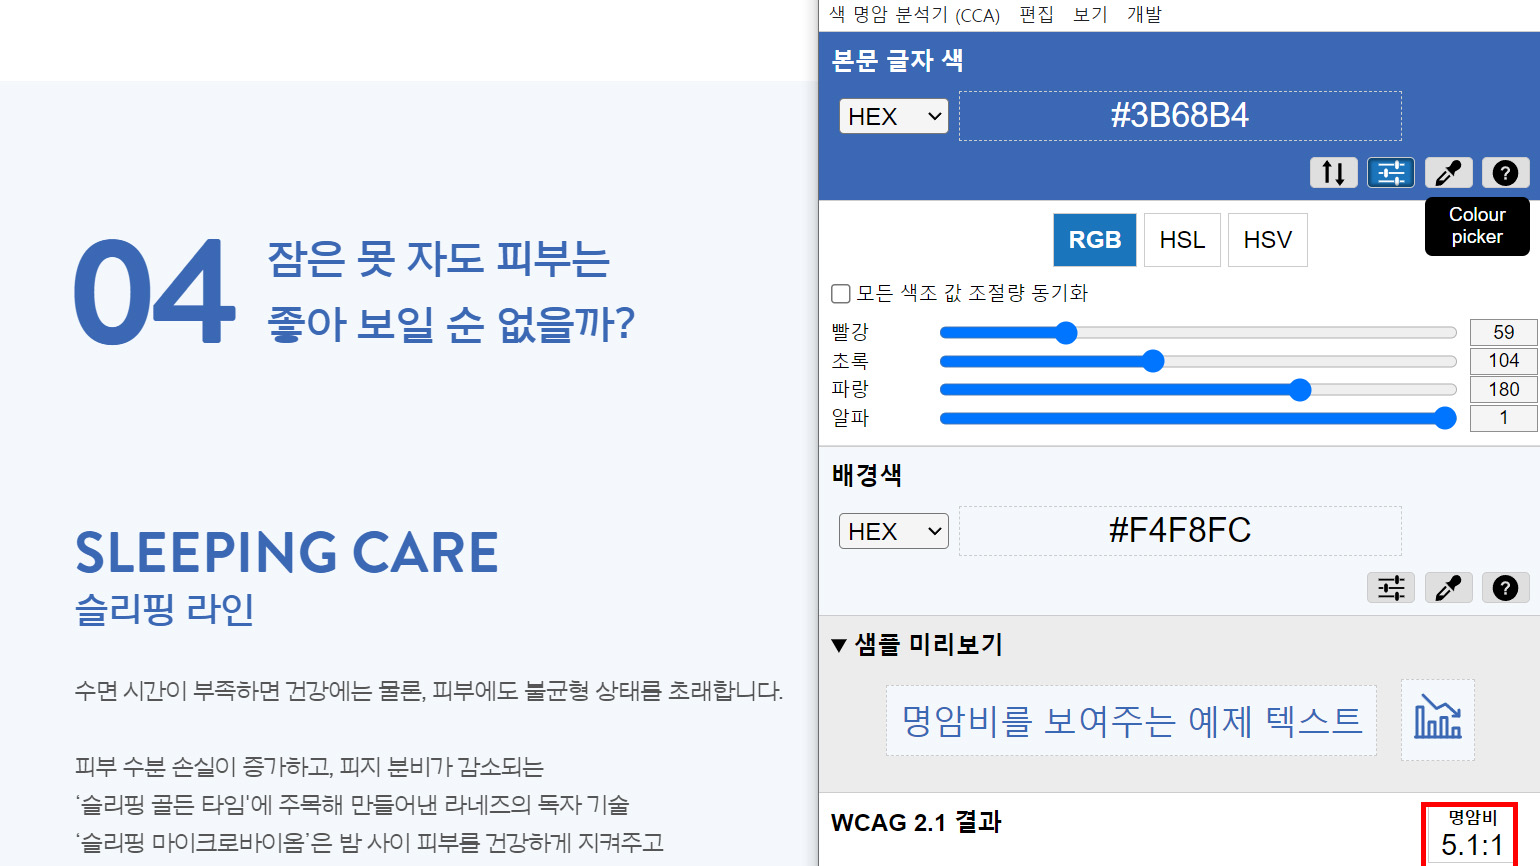 04
잠은 못 자도 피부는
좋아 보일 순 없을까?
SLEEPING CARE
슬리핑 라인
수면 시간이 부족하면 건강에는 물론, 피부에도 불균형 상태를 초래합니다.
피부 수분 손실이 증가하고, 피지 분비가 감소되는
‘슬리핑 골든 타임'에 주목해 만들어낸 라네즈의 독자 기술
‘슬리핑 마이크로바이옴’은 밤 사이 피부를 건강하게 지켜주고
색 명암 분석기 (CCA) 편집 보기 개발
본문 글자 색
HEX #3B68B4
?
Colour
picker
RGB HSL HSV
모든 색조 값 조절량 동기화
빨강 59
초록 104
파랑 180
알파 1
배경색
HEX #F4F8FC
?
▼ 샘플 미리보기
명암비를 보여주는 예제 텍스트
WCAG 2.1 결과
명암비
5.1:1